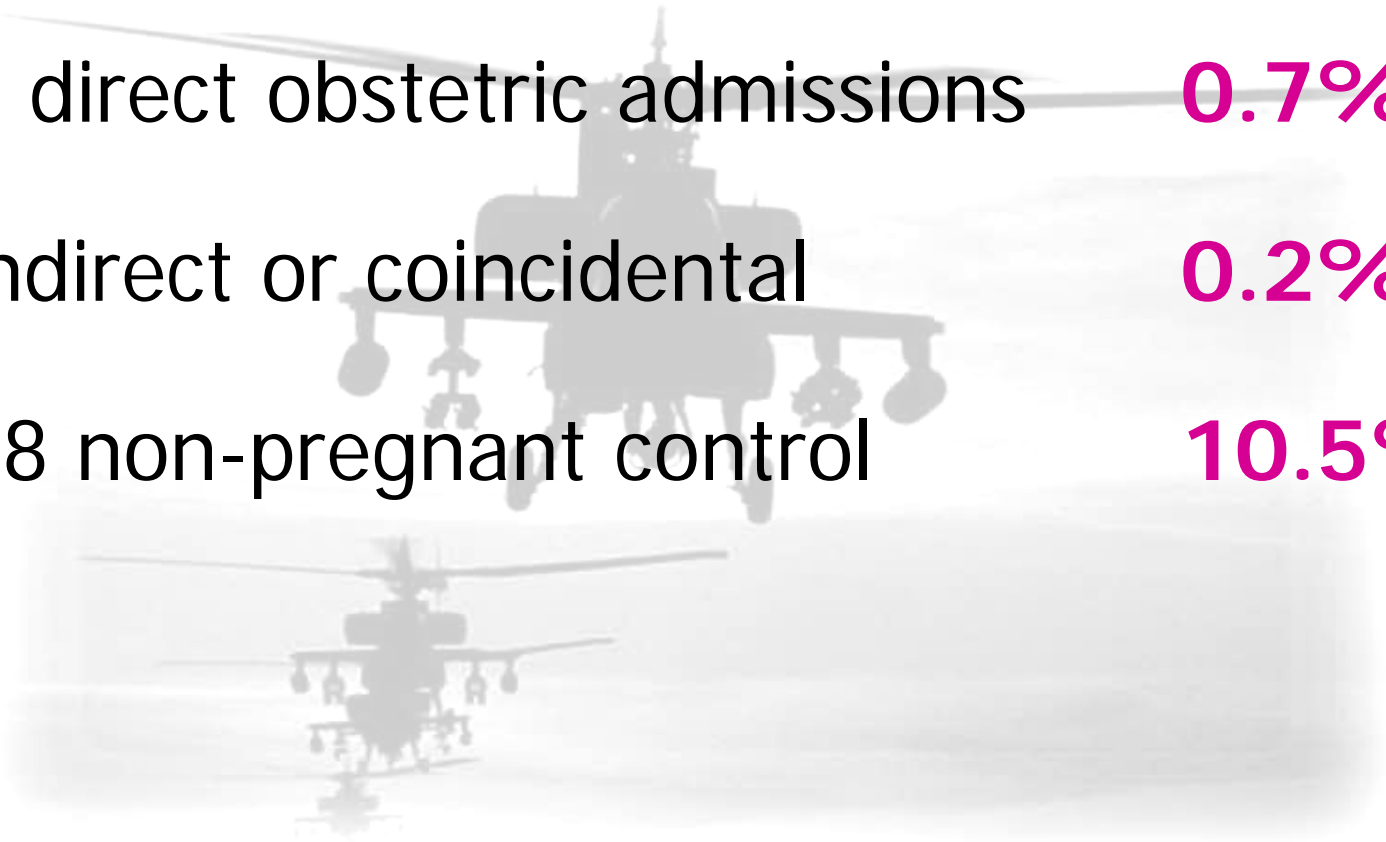 direct obstetric admissions 0.7%
ndirect or coincidental 0.2%
8 non-pregnant control 10.5%